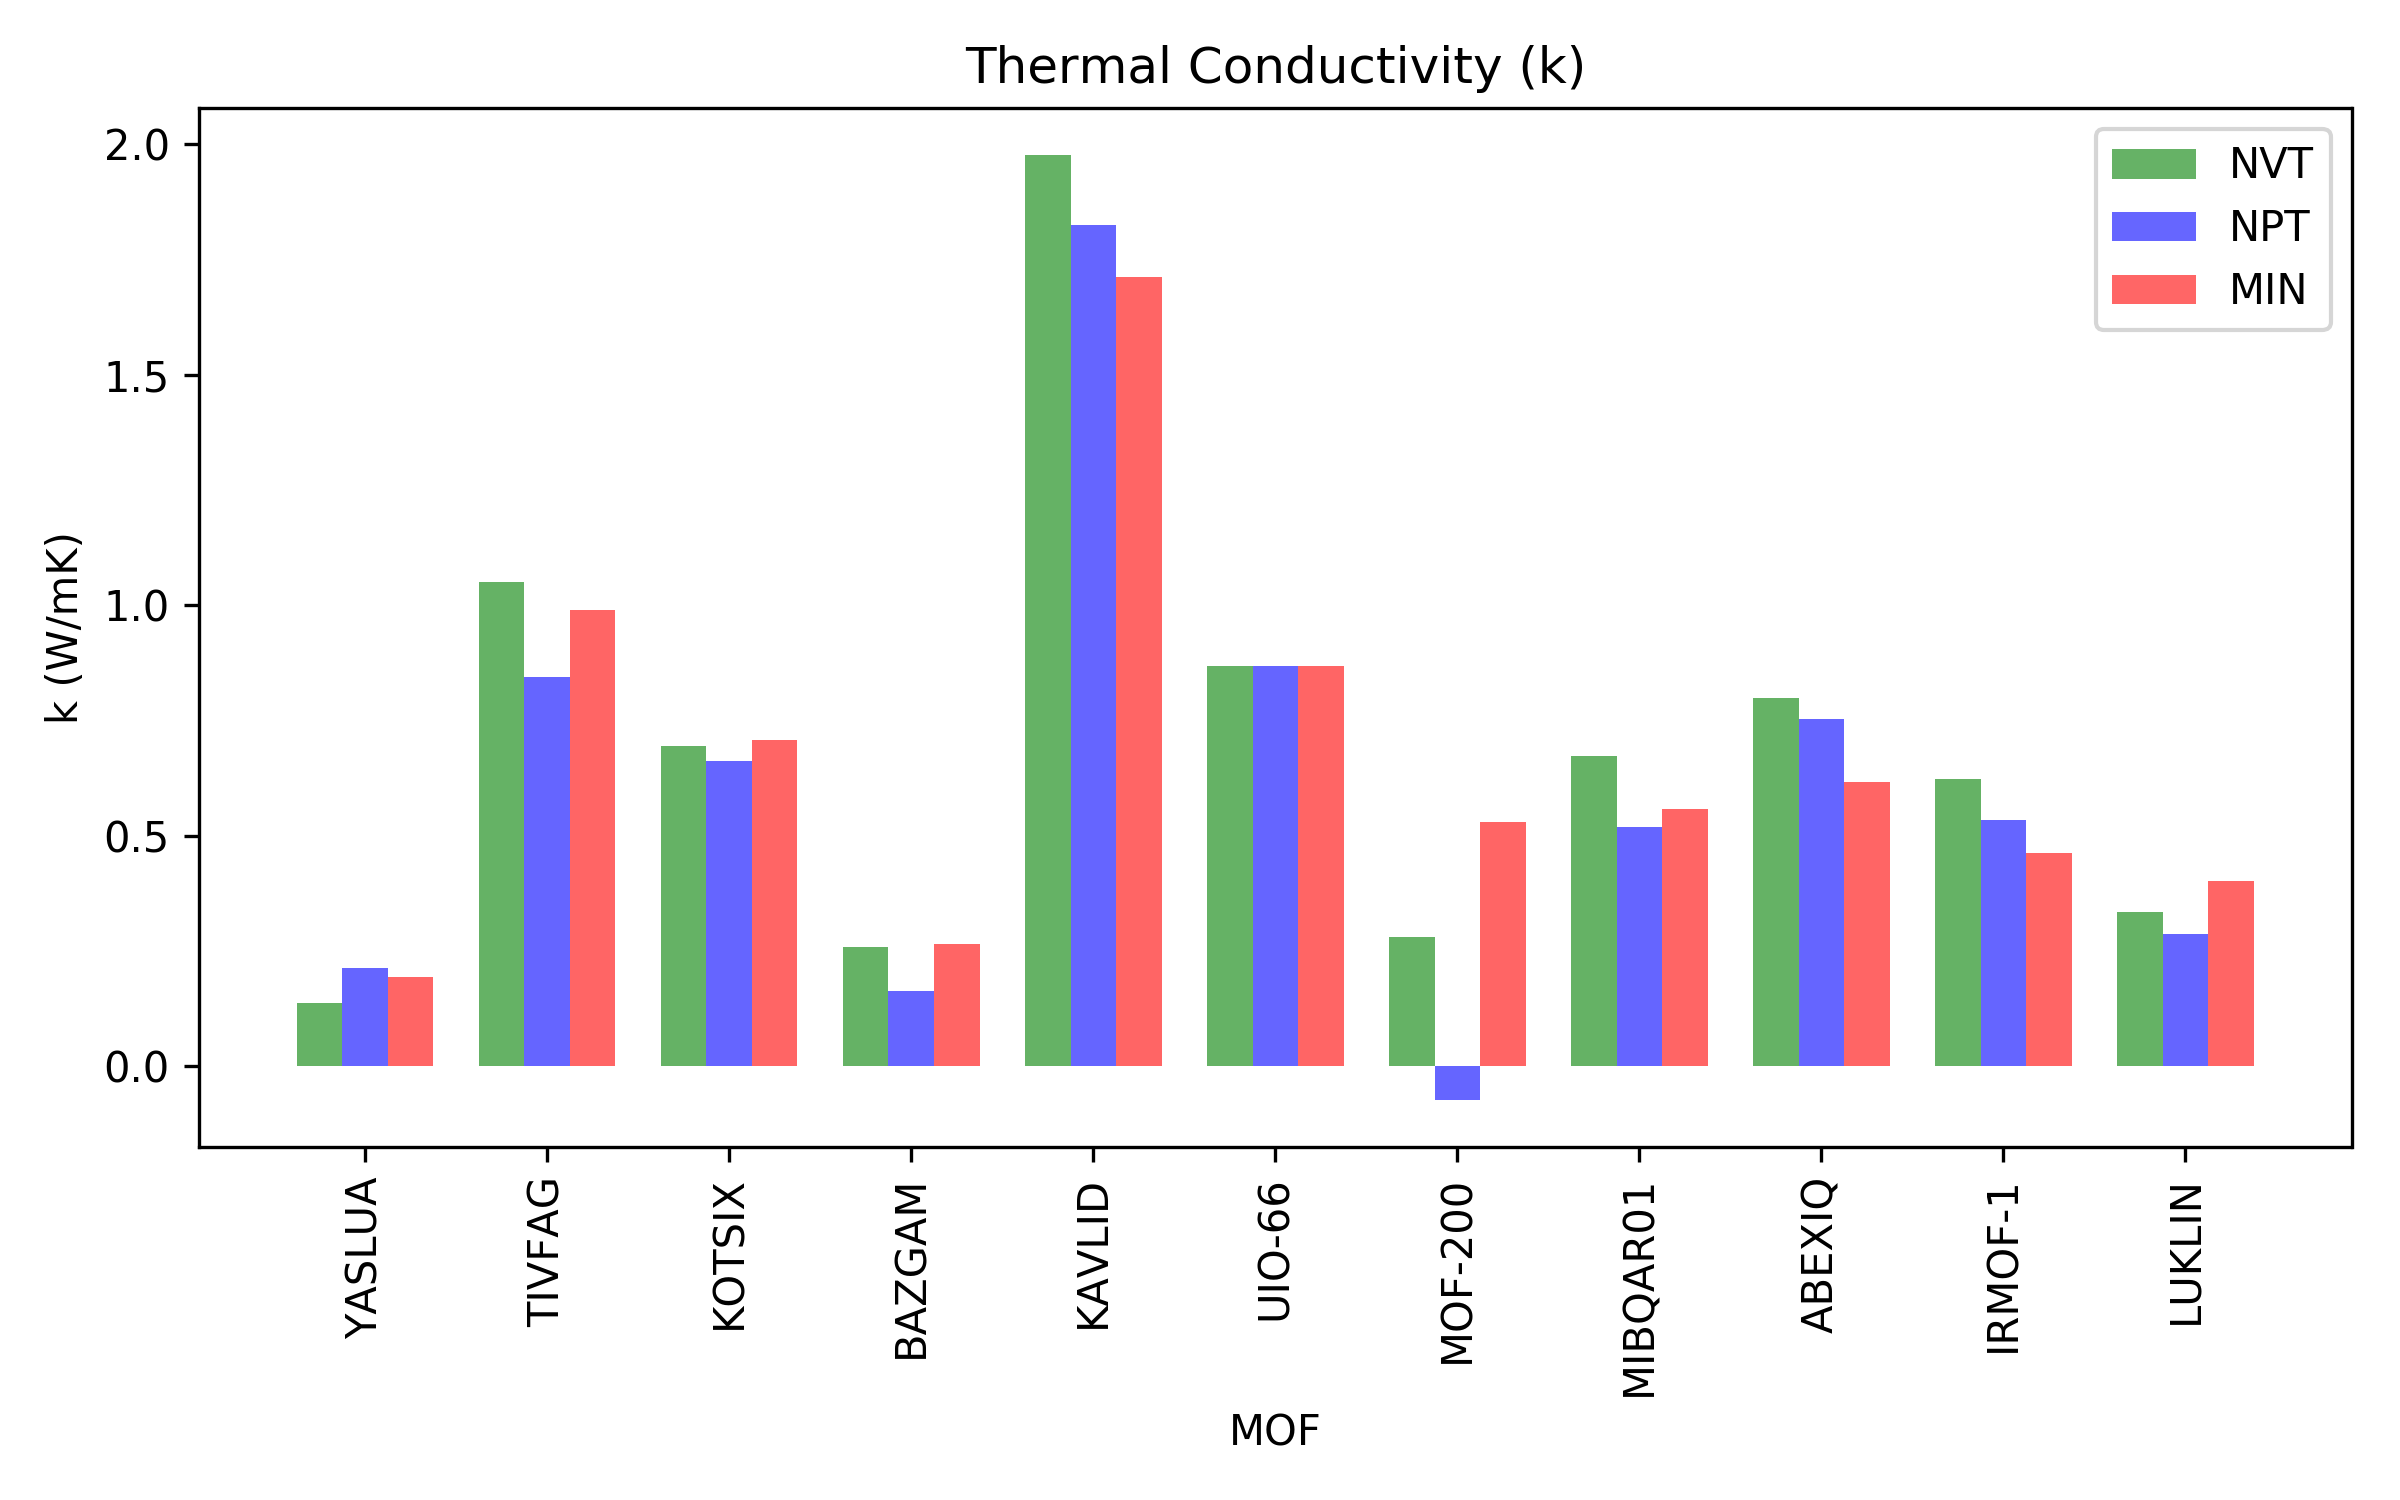 Thermal Conductivity (k)
NVT
NPT
MIN
2.0
1.5
1.0
0.5
0.0
k (W/mK)
YASLUA
TIVFAG
KOTSIX
BAZGAM
KAVLID
UIO-66
MOF-200
MIBQAR01
ABEXIQ
IRMOF-1
LUKLIN
MOF